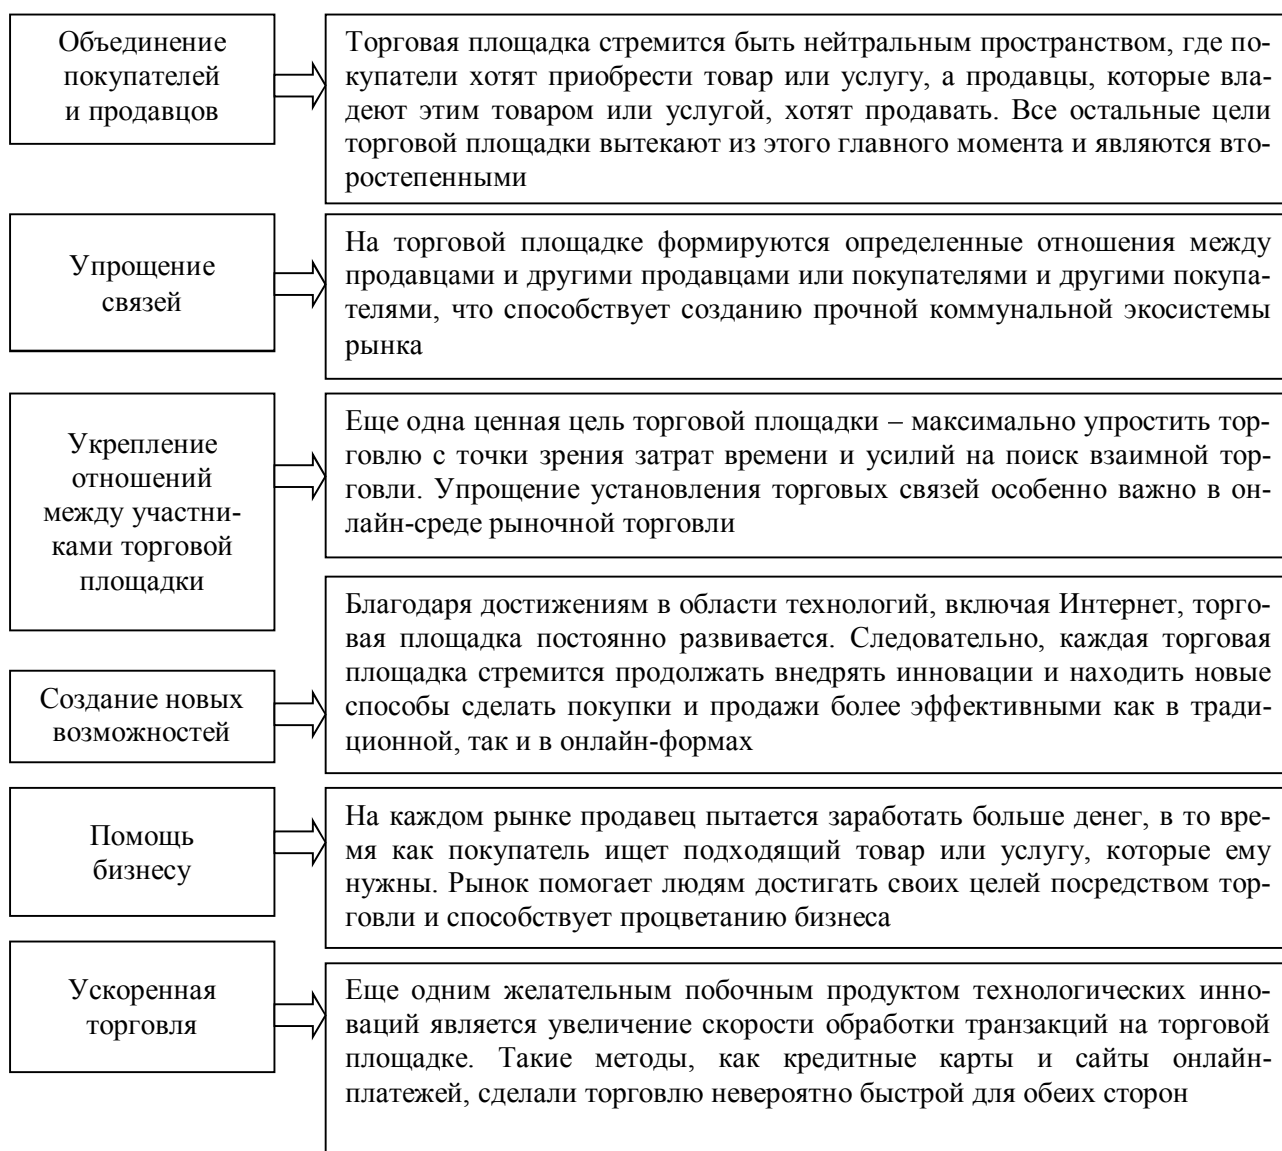 Объединение
покупателей
и продавцов
Торговая площадка стремится быть нейтральным пространством, где по-
купатели хотят приобрести товар или услугу, а продавцы, которые вла-
деют этим товаром или услугой, хотят продавать. Все остальные цели
торговой площадки вытекают из этого главного момента и являются вто-
ростепенными
Упрощение
связей
На торговой площадке формируются определенные отношения между
продавцами и другими продавцами или покупателями и другими покупа-
телями, что способствует созданию прочной коммунальной экосистемы
рынка
Укрепление
отношений
между участни-
ками торговой
площадки
Еще одна ценная цель торговой площадки – максимально упростить тор-
говлю с точки зрения затрат времени и усилий на поиск взаимной тор-
говли. Упрощение установления торговых связей особенно важно в он-
лайн-среде рыночной торговли
Создание новых
возможностей
Благодаря достижениям в области технологий, включая Интернет, торго-
вая площадка постоянно развивается. Следовательно, каждая торговая
площадка стремится продолжать внедрять инновации и находить новые
способы сделать покупки и продажи более эффективными как в тради-
ционной, так и в онлайн-формах
Помощь
бизнесу
На каждом рынке продавец пытается заработать больше денег, в то вре-
мя как покупатель ищет подходящий товар или услугу, которые ему
нужны. Рынок помогает людям достигать своих целей посредством тор-
говли и способствует процветанию бизнеса
Ускоренная
торговля
Еще одним желательным побочным продуктом технологических инно-
ваций является увеличение скорости обработки транзакций на торговой
площадке. Такие методы, как кредитные карты и сайты онлайн-
платежей, сделали торговлю невероятно быстрой для обеих сторон